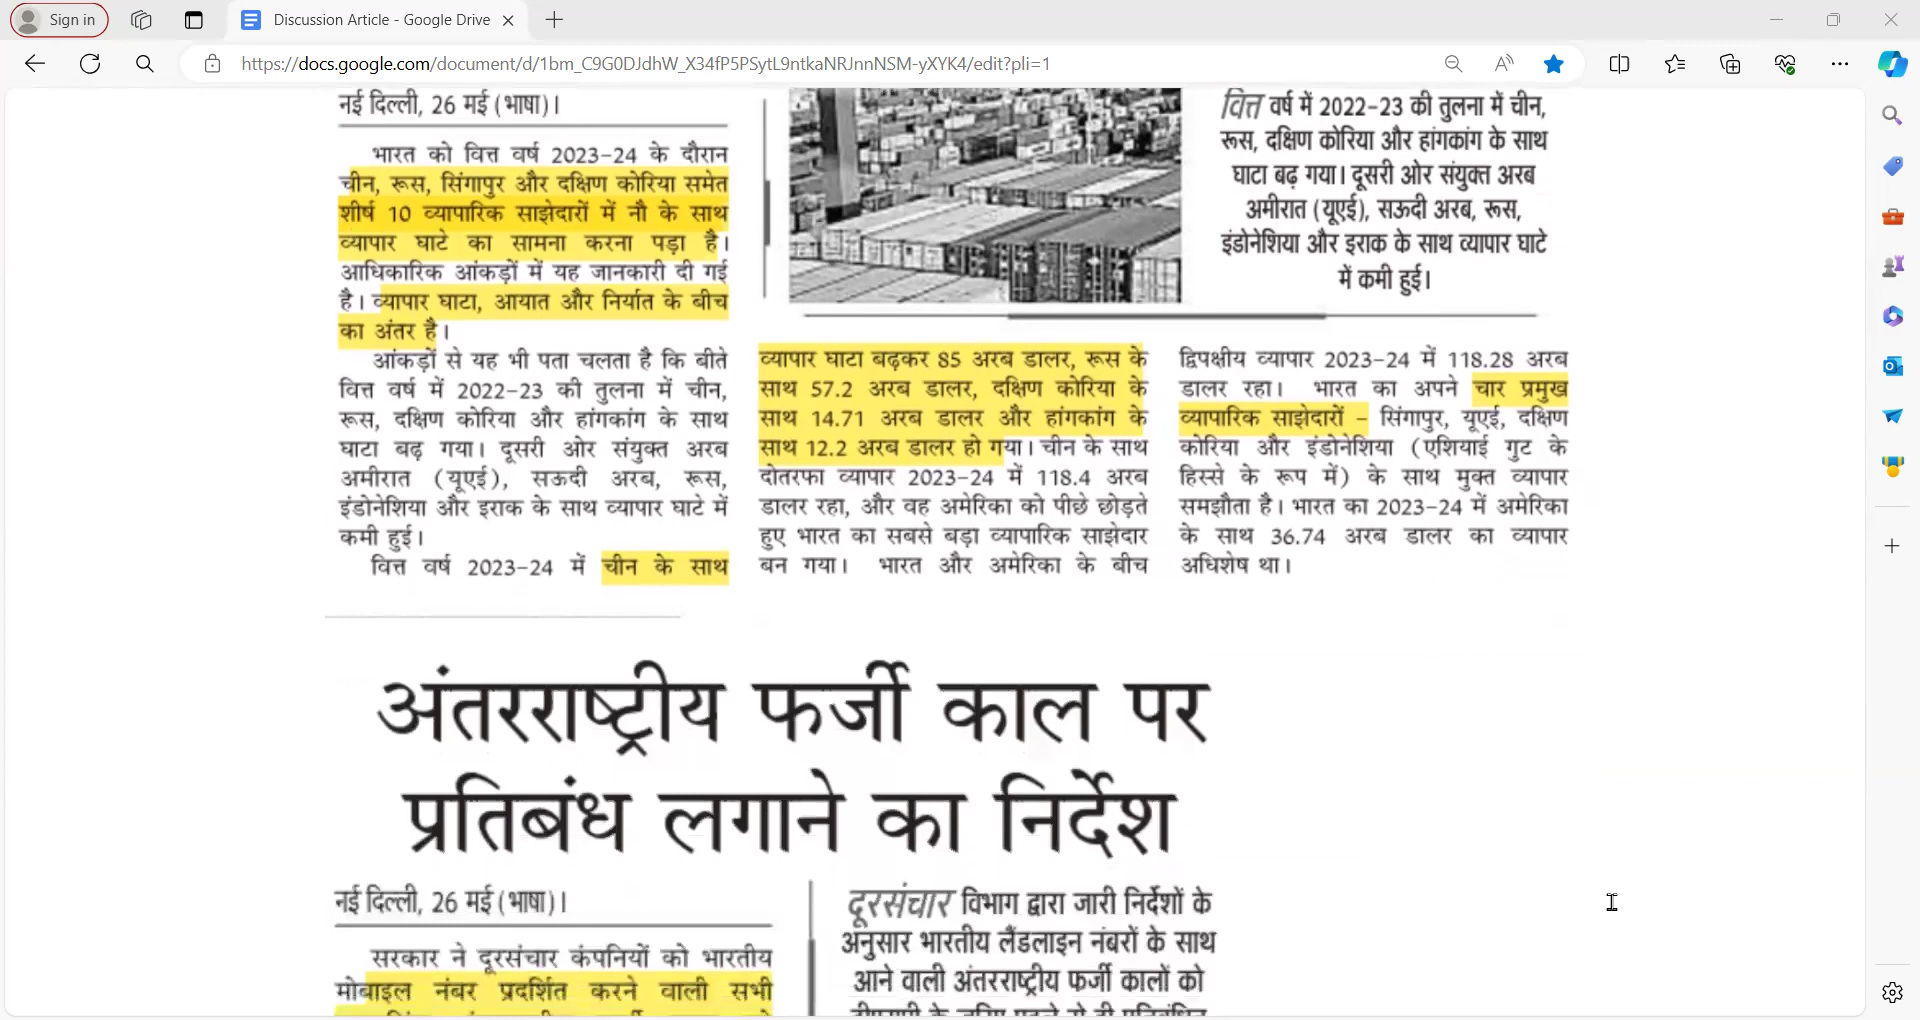 Sign in
Discussion Article - Google Drive
https://docs.google.com/document/d/1bm_C9G0DJdhW_X34fP5PSytL9ntkaNRJnnNSM-yXYK4/edit?pli=1
नई दिल्ली, 26 मई (भाषा)।
भारत को वित्त वर्ष 2023-24 के दौरान
चीन, रूस, सिंगापुर और दक्षिण कोरिया समेत
शीर्ष 10 व्यापारिक साझेदारों में नौ के साथ
व्यापार घाटे का सामना करना पड़ा है।
आधिकारिक आंकड़ों में यह जानकारी दी गई
है। व्यापार घाटा, आयात और निर्यात के बीच
का अंतर है।
आंकड़ों से यह भी पता चलता है कि बीते
वित्त वर्ष में 2022-23 की तुलना में चीन,
रूस, दक्षिण कोरिया और हांगकांग के साथ
घाटा बढ़ गया। दूसरी ओर संयुक्त अरब
अमीरात (यूएई), सऊदी अरब, रूस,
इंडोनेशिया और इराक के साथ व्यापार घाटे में
कमी हुई।
वित्त वर्ष 2023-24 में चीन के साथ
वित्त वर्ष में 2022-23 की तुलना में चीन,
रूस, दक्षिण कोरिया और हांगकांग के साथ
घाटा बढ़ गया। दूसरी ओर संयुक्त अरब
अमीरात (यूएई), सऊदी अरब, रूस,
इंडोनेशिया और इराक के साथ व्यापार घाटे
में कमी हुई।
व्यापार घाटा बढ़कर 85 अरब डालर, रूस के
साथ 57.2 अरब डालर, दक्षिण कोरिया के
साथ 14.71 अरब डालर और हांगकांग के
साथ 12.2 अरब डालर हो गया। चीन के साथ
दोतरफा व्यापार 2023-24 में 118.4 अरब
डालर रहा, और वह अमेरिका को पीछे छोड़ते
हुए भारत का सबसे बड़ा व्यापारिक साझेदार
बन गया। भारत और अमेरिका के बीच
द्विपक्षीय व्यापार 2023-24 में 118.28 अरब
डालर रहा। भारत का अपने चार प्रमुख
व्यापारिक साझेदारों - सिंगापुर, यूएई, दक्षिण
कोरिया और इंडोनेशिया (एशियाई गुट के
हिस्से के रूप में) के साथ मुक्त व्यापार
समझौता है। भारत का 2023-24 में अमेरिका
के साथ 36.74 अरब डालर का व्यापार
अधिशेष था।
अंतरराष्ट्रीय फर्जी काल पर
प्रतिबंध लगाने का निर्देश
नई दिल्ली, 26 मई (भाषा)।
सरकार ने दूरसंचार कंपनियों को भारतीय
मोबाइल नंबर प्रदर्शित करने वाली सभी
दूरसंचार विभाग द्वारा जारी निर्देशों के
अनुसार भारतीय लैंडलाइन नंबरों के साथ
आने वाली अंतरराष्ट्रीय फर्जी कालों को